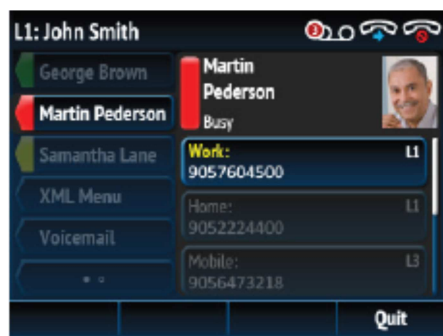 L1: John Smith
3
George Brown
Martin Pederson
Samantha Lane
XML Menu
Voicemail
Martin
Pederson
Busy
Work: L1
9057604500
Home: L1
9052224400
Mobile: L3
9056473218
Quit